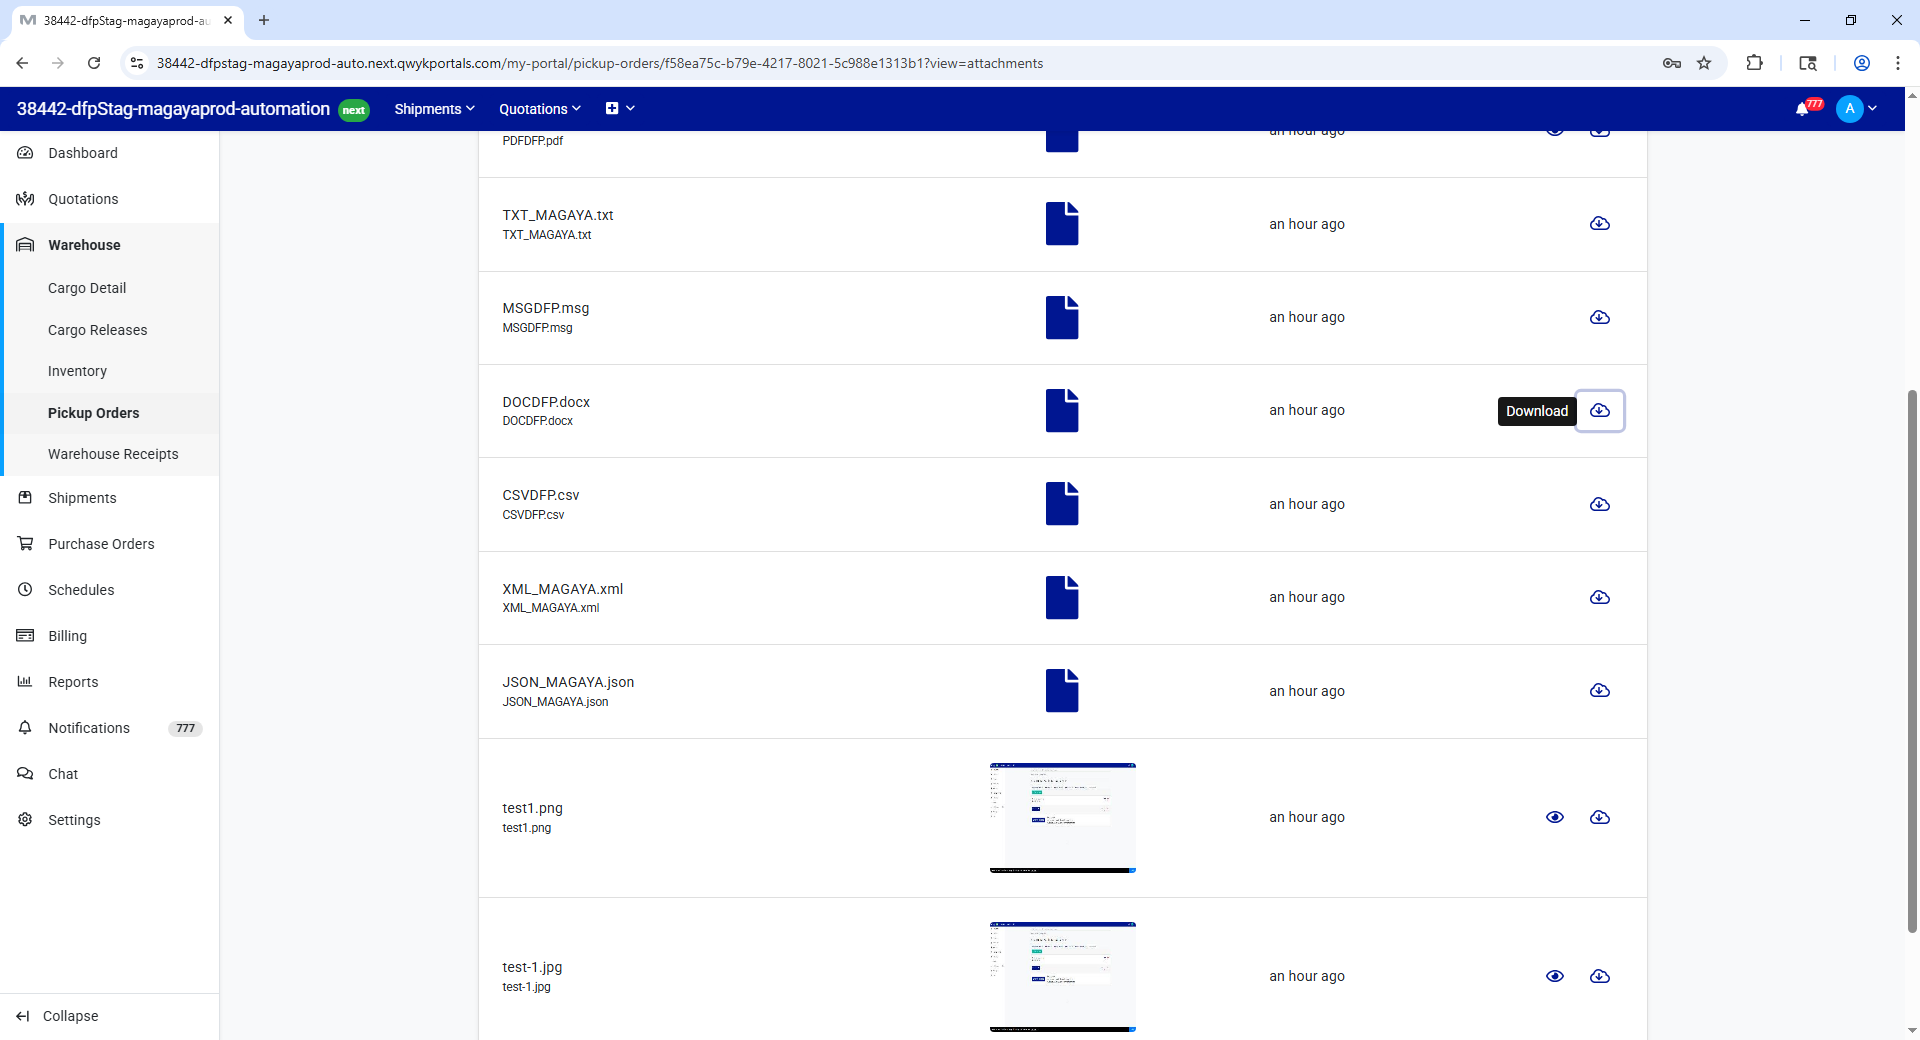 38442-dfpStag-magayaprod-au
38442-dfpstag-magayaprod-auto.next.qwykportals.com/my-portal/pickup-orders/f58ea75c-b79e-4217-8021-5c988e1313b1?view=attachments
38442-dfpStag-magayaprod-automation next Shipments Quotations 777 A
Dashboard
Quotations
Warehouse
Cargo Detail
Cargo Releases
Inventory
Pickup Orders
Warehouse Receipts
Shipments
Purchase Orders
Schedules
Billing
Reports
Notifications 777
Chat
Settings
Collapse
PDFDFP.pdf an hour ago
TXT_MAGAYA.txt
TXT_MAGAYA.txt
an hour ago
MSGDFP.msg
MSGDFP.msg
an hour ago
DOCDFP.docx
DOCDFP.docx
an hour ago
Download
CSVDFP.csv
CSVDFP.csv
an hour ago
XML_MAGAYA.xml
XML_MAGAYA.xml
an hour ago
JSON_MAGAYA.json
JSON_MAGAYA.json
an hour ago
test1.png
test1.png
an hour ago
test-1.jpg
test-1.jpg
an hour ago